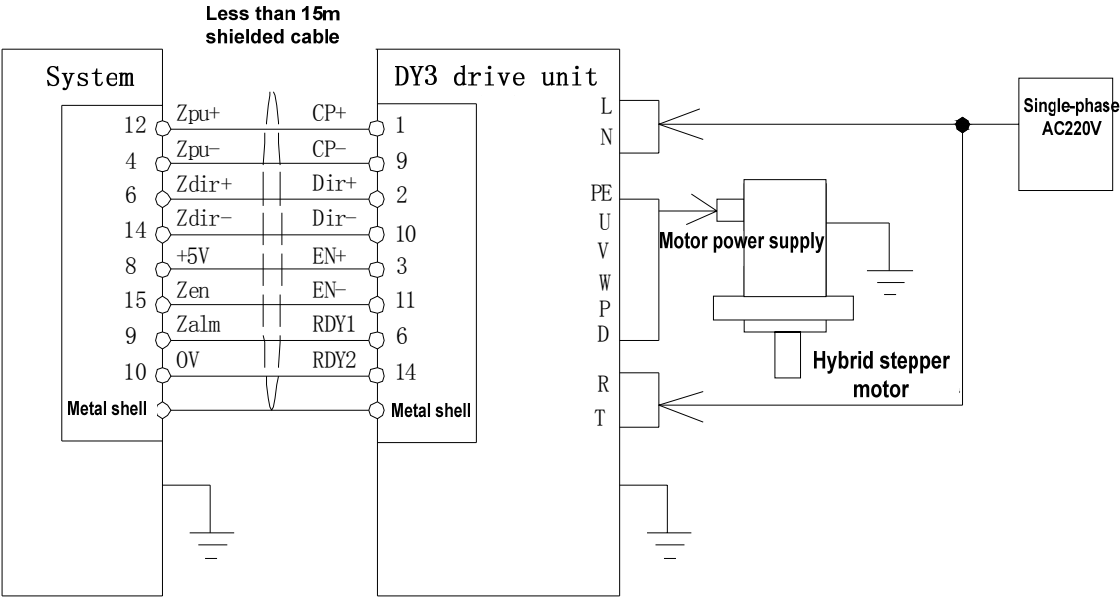 Less than 15m
shielded cable
System
DY3 drive unit
12 Zpu+ CP+ 1
4 Zpu- CP- 9
6 Zdir+ Dir+ 2
14 Zdir- Dir- 10
8 +5V EN+ 3
15 Zen EN- 11
9 Zalm RDY1 6
10 0V RDY2 14
Metal shell Metal shell
L
N
PE
U
V
W
P
D
R
T
Single-phase
AC220V
Motor power supply
Hybrid stepper
motor